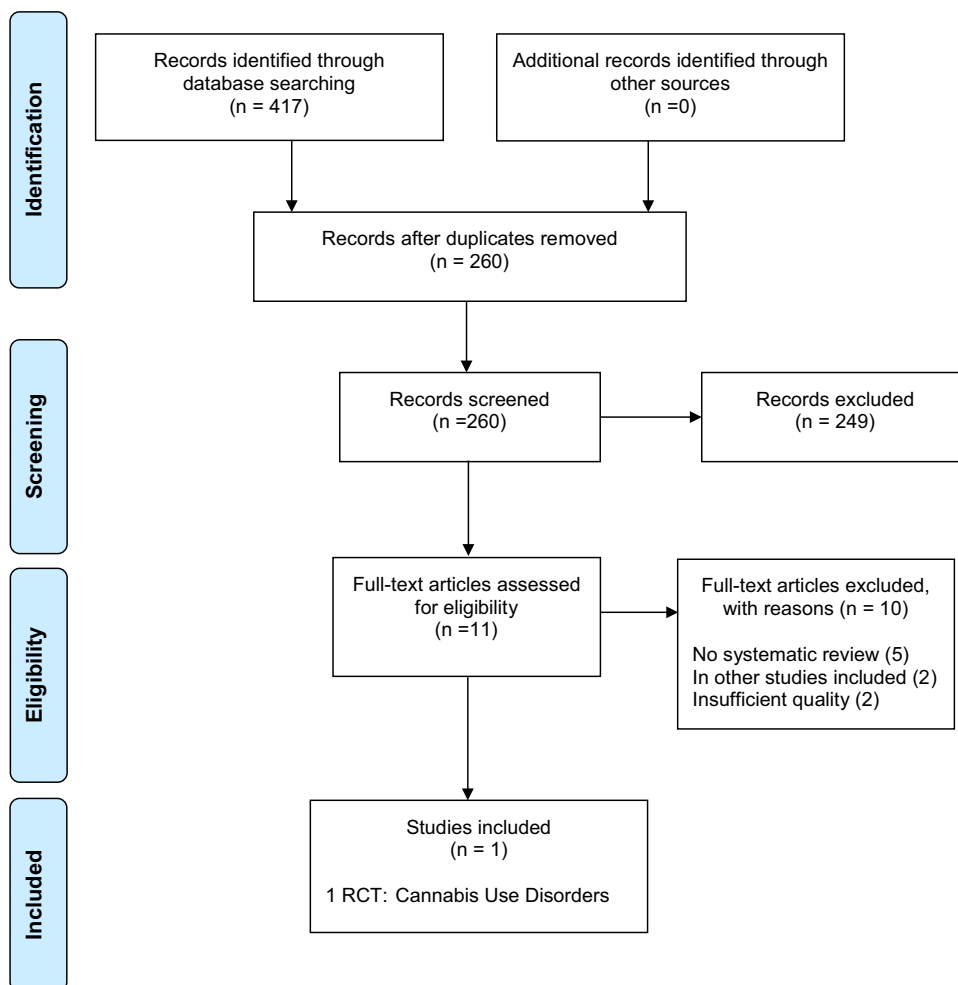 Identification
Records identified through
database searching
(n = 417)
Additional records identified through
other sources
(n =0)
Records after duplicates removed
(n = 260)
Screening
Records screened
(n =260)
Records excluded
(n = 249)
Eligibility
Full-text articles assessed
for eligibility
(n =11)
Full-text articles excluded,
with reasons (n = 10)
No systematic review (5)
In other studies included (2)
Insufficient quality (2)
Included
Studies included
(n = 1)
1 RCT: Cannabis Use Disorders